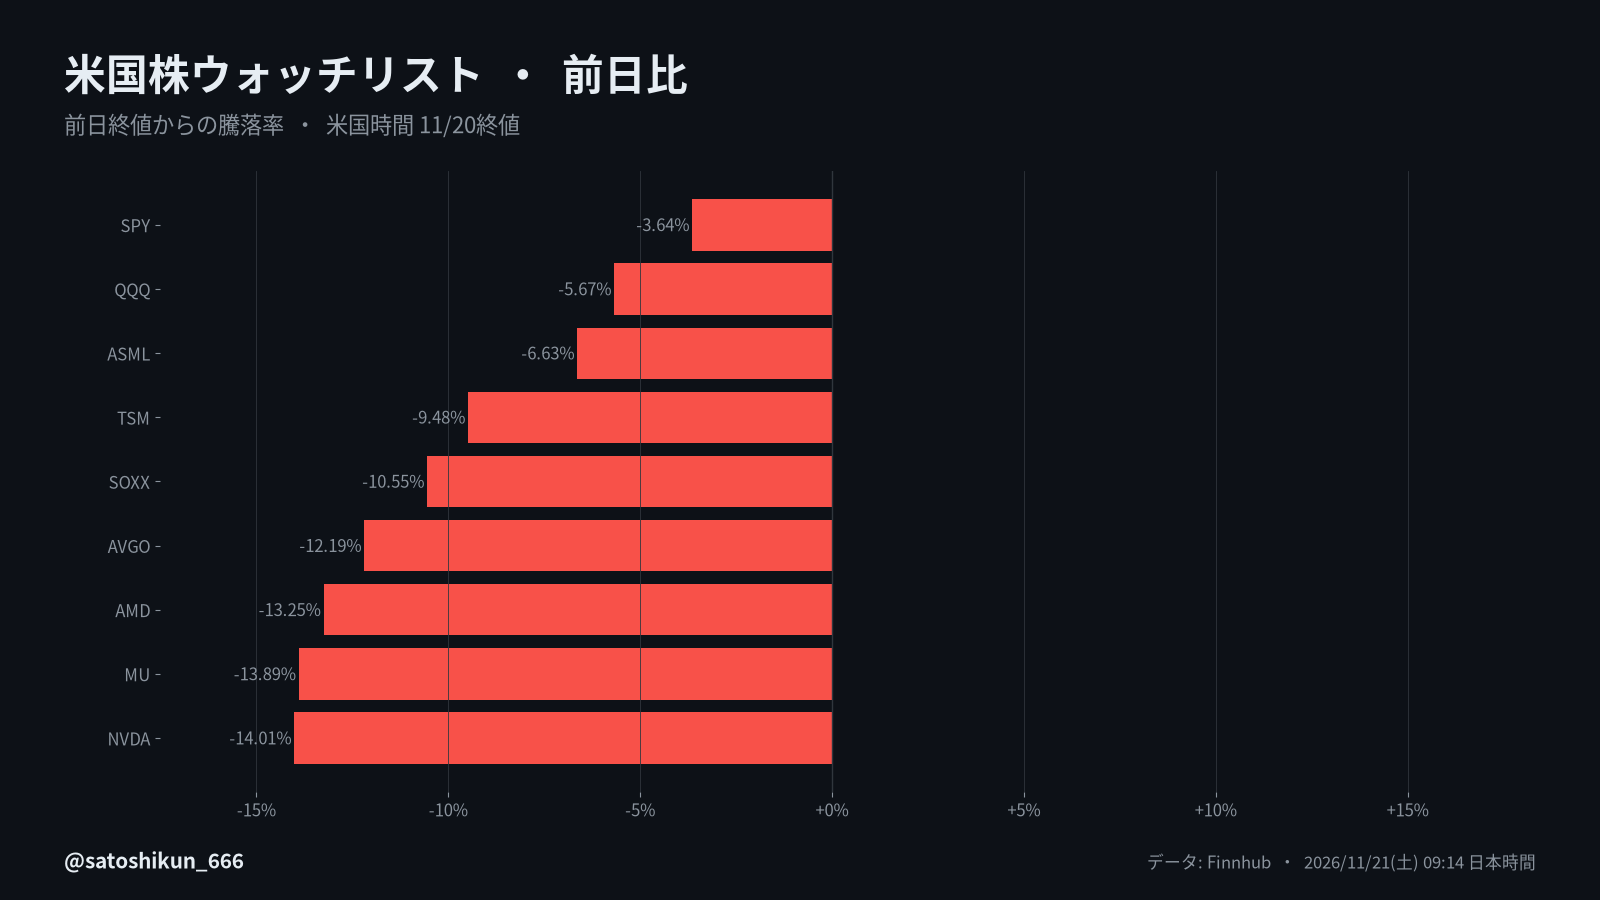 米国株ウォッチリスト ・ 前日比
前日終値からの騰落率 ・ 米国時間 11/20終値
SPY -3.64%
QQQ -5.67%
ASML -6.63%
TSM -9.48%
SOXX -10.55%
AVGO -12.19%
AMD -13.25%
MU -13.89%
NVDA -14.01%
-15% -10% -5% +0% +5% +10% +15%
@satoshikun_666
データ: Finnhub ・ 2026/11/21(土) 09:14 日本時間